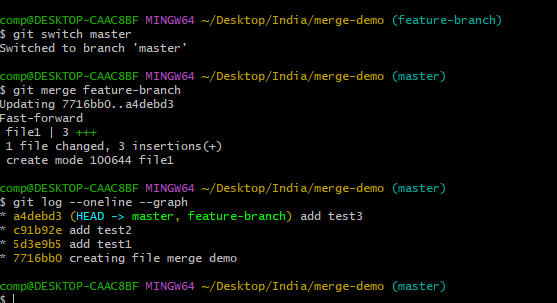 comp@DESKTOP-CAAC8BF MINGW64 ~/Desktop/India/merge-demo (feature-branch)
$ git switch master
Switched to branch 'master'
comp@DESKTOP-CAAC8BF MINGW64 ~/Desktop/India/merge-demo (master)
$ git merge feature-branch
Updating 7716bb0..a4debd3
Fast-forward
 file1 | 3 +++
 1 file changed, 3 insertions(+)
 create mode 100644 file1
comp@DESKTOP-CAAC8BF MINGW64 ~/Desktop/India/merge-demo (master)
$ git log --oneline --graph
* a4debd3 (HEAD -> master, feature-branch) add test3
* c91b92e add test2
* 5d3e9b5 add test1
* 7716bb0 creating file merge demo
comp@DESKTOP-CAAC8BF MINGW64 ~/Desktop/India/merge-demo (master)
$